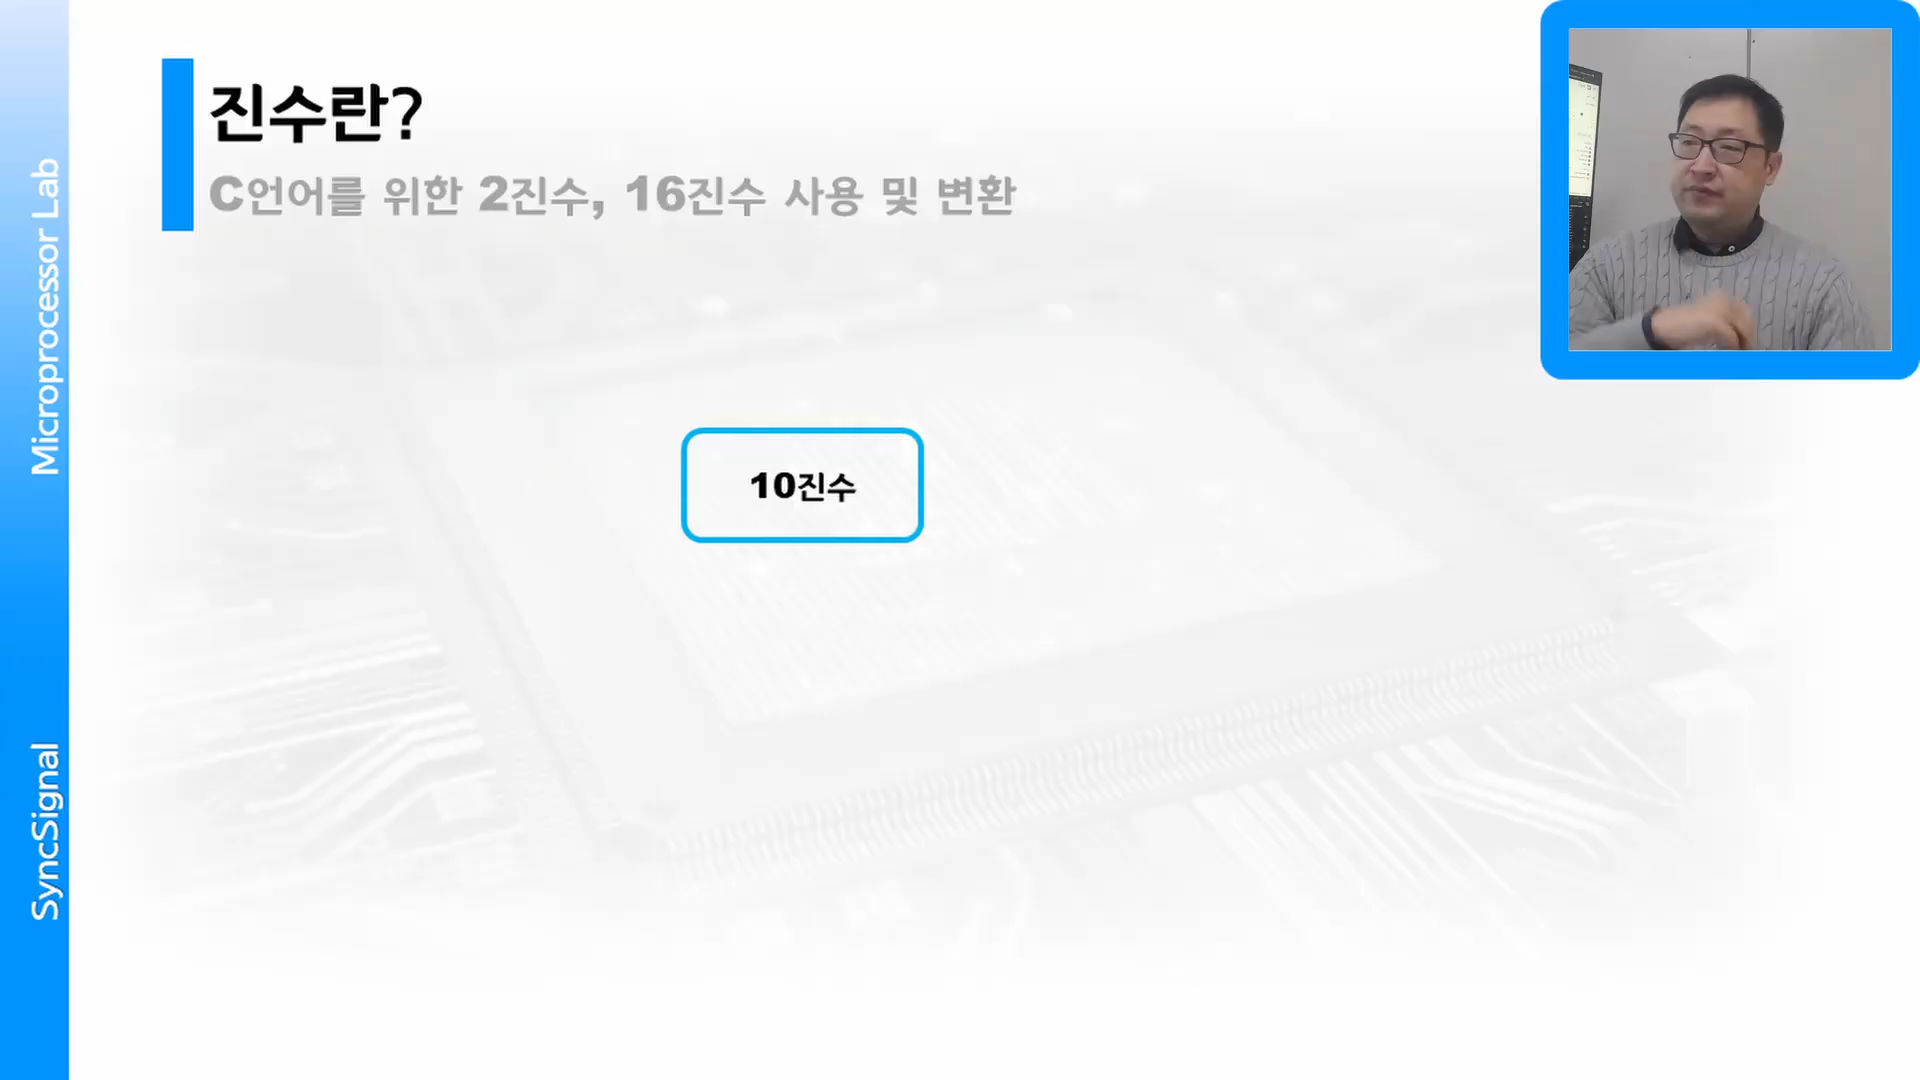 진수란?
C언어를 위한 2진수, 16진수 사용 및 변환
10진수
Microprocessor Lab
SyncSignal